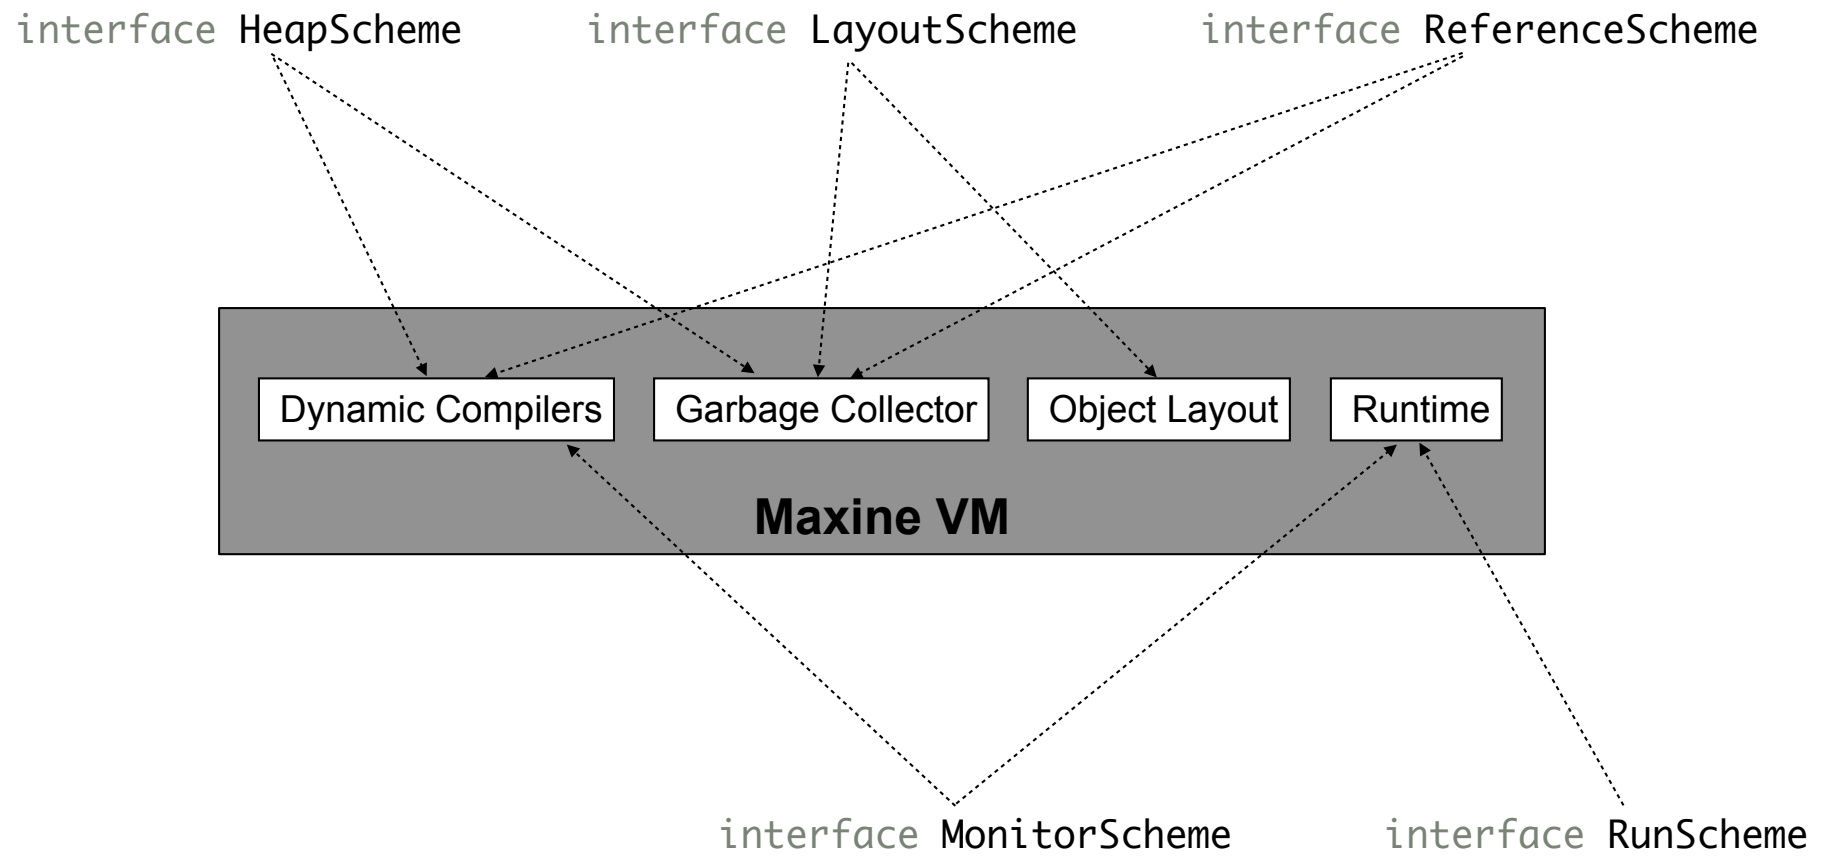 interface HeapScheme
interface LayoutScheme
interface ReferenceScheme
Dynamic Compilers
Garbage Collector
Object Layout
Runtime
Maxine VM
interface MonitorScheme
interface RunScheme